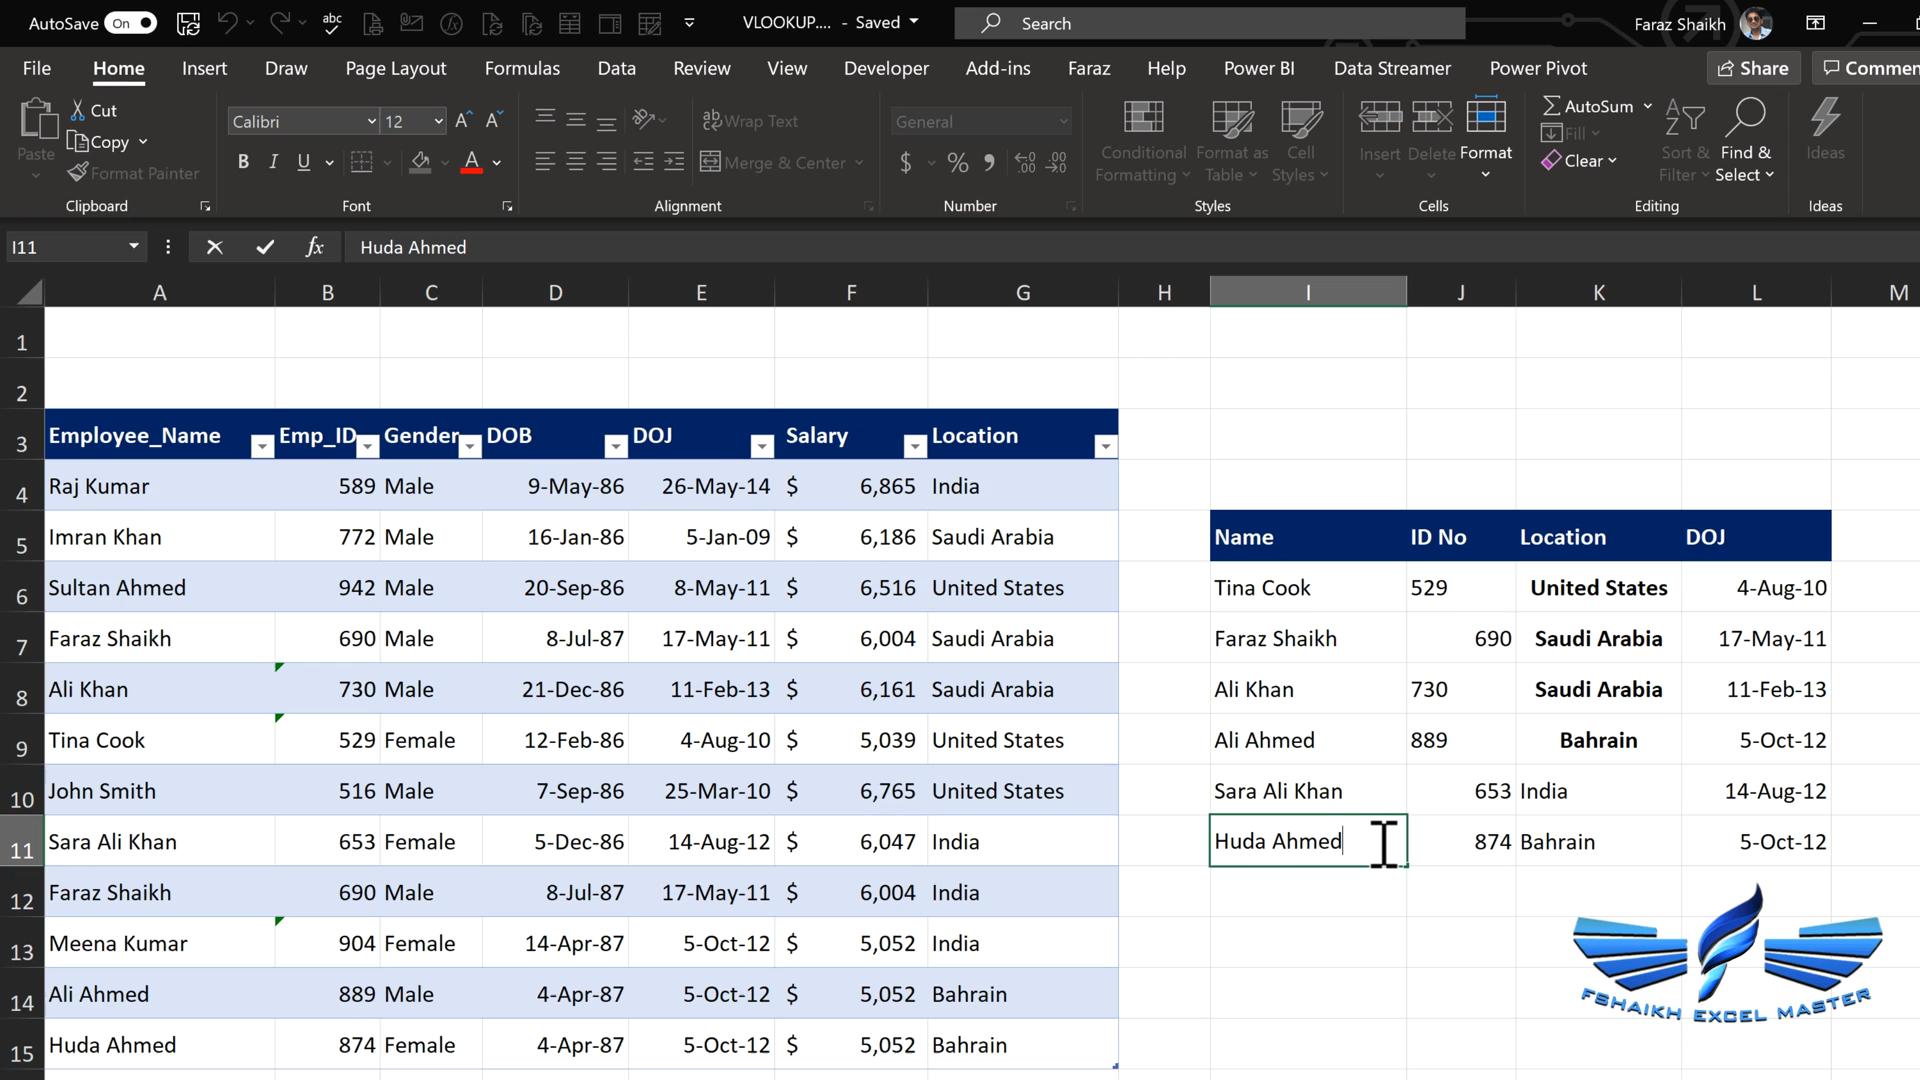 AutoSave On abc VLOOKUP.... - Saved Search Faraz Shaikh
File Home Insert Draw Page Layout Formulas Data Review View Developer Add-ins Faraz Help Power BI Data Streamer Power Pivot Share Commen
Paste Cut Copy Format Painter
Clipboard
Calibri 12 A A
B I U A
Font
ab Wrap Text
Merge & Center
Alignment
General
$ % 9 .00 .00
Number
Conditional Formatting Format as Table Cell Styles
Styles
Insert Delete Format
Cells
AutoSum Fill Clear
Sort & Filter Find & Select
Editing
Ideas
Ideas
I11 fx Huda Ahmed
A B C D E F G H I J K L M
1
2
3 Employee_Name Emp_ID Gender DOB DOJ Salary Location
4 Raj Kumar 589 Male 9-May-86 26-May-14 $ 6,865 India
5 Imran Khan 772 Male 16-Jan-86 5-Jan-09 $ 6,186 Saudi Arabia Name ID No Location DOJ
6 Sultan Ahmed 942 Male 20-Sep-86 8-May-11 $ 6,516 United States Tina Cook 529 United States 4-Aug-10
7 Faraz Shaikh 690 Male 8-Jul-87 17-May-11 $ 6,004 Saudi Arabia Faraz Shaikh 690 Saudi Arabia 17-May-11
8 Ali Khan 730 Male 21-Dec-86 11-Feb-13 $ 6,161 Saudi Arabia Ali Khan 730 Saudi Arabia 11-Feb-13
9 Tina Cook 529 Female 12-Feb-86 4-Aug-10 $ 5,039 United States Ali Ahmed 889 Bahrain 5-Oct-12
10 John Smith 516 Male 7-Sep-86 25-Mar-10 $ 6,765 United States Sara Ali Khan 653 India 14-Aug-12
11 Sara Ali Khan 653 Female 5-Dec-86 14-Aug-12 $ 6,047 India Huda Ahmed 874 Bahrain 5-Oct-12
12 Faraz Shaikh 690 Male 8-Jul-87 17-May-11 $ 6,004 India
13 Meena Kumar 904 Female 14-Apr-87 5-Oct-12 $ 5,052 India
14 Ali Ahmed 889 Male 4-Apr-87 5-Oct-12 $ 5,052 Bahrain
15 Huda Ahmed 874 Female 4-Apr-87 5-Oct-12 $ 5,052 Bahrain
FSHAIKH EXCEL MASTER